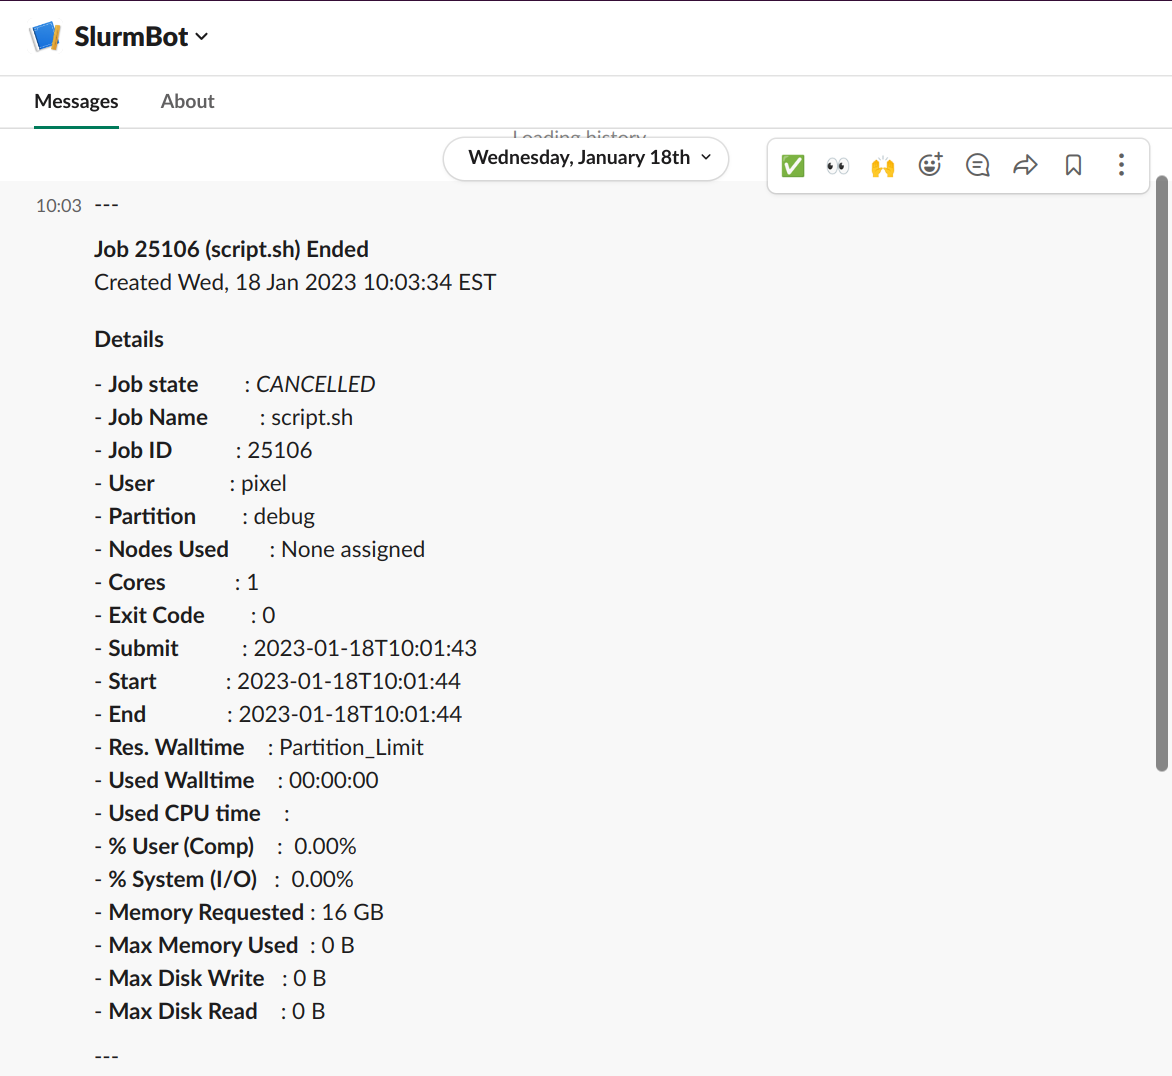 SlurmBot
Messages About
Loading history
Wednesday, January 18th
10:03 ---
Job 25106 (script.sh) Ended
Created Wed, 18 Jan 2023 10:03:34 EST
Details
- Job state : CANCELLED
- Job Name : script.sh
- Job ID : 25106
- User : pixel
- Partition : debug
- Nodes Used : None assigned
- Cores : 1
- Exit Code : 0
- Submit : 2023-01-18T10:01:43
- Start : 2023-01-18T10:01:44
- End : 2023-01-18T10:01:44
- Res. Walltime : Partition_Limit
- Used Walltime : 00:00:00
- Used CPU time :
- % User (Comp) : 0.00%
- % System (I/O) : 0.00%
- Memory Requested : 16 GB
- Max Memory Used : 0 B
- Max Disk Write : 0 B
- Max Disk Read : 0 B
---